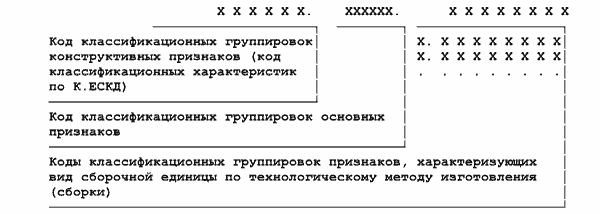 X X X X X X. XXXXXX. X X X X X X X X
Код классификационных группировок X. X X X X X X X X
конструктивных признаков (код X. X X X X X X X X
классификационных характеристик . . . . . . . . .
по К.ЕСКД)
Код классификационных группировок основных
признаков
Коды классификационных группировок признаков, характеризующих
вид сборочной единицы по технологическому методу изготовления
(сборки)